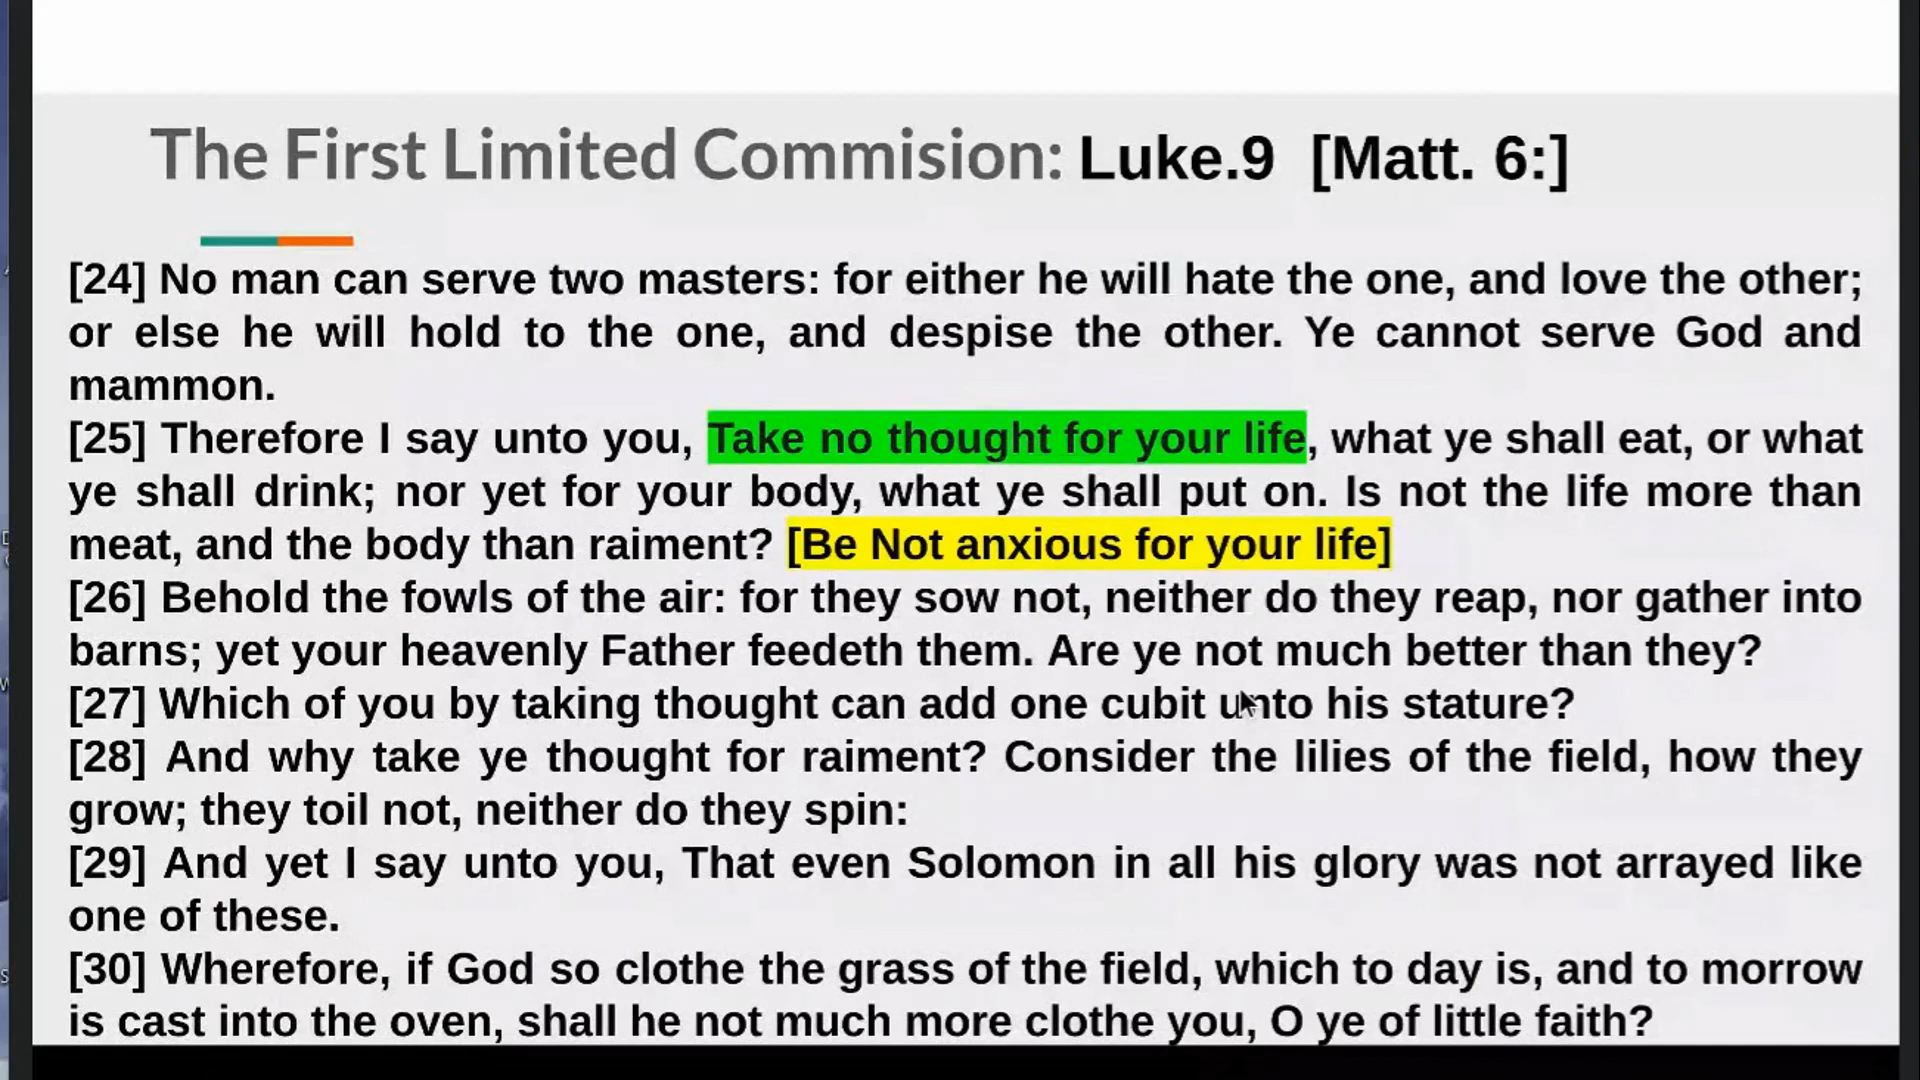 The First Limited Commision: Luke.9 [Matt. 6:]
[24] No man can serve two masters: for either he will hate the one, and love the other;
or else he will hold to the one, and despise the other. Ye cannot serve God and
mammon.
[25] Therefore I say unto you, Take no thought for your life, what ye shall eat, or what
ye shall drink; nor yet for your body, what ye shall put on. Is not the life more than
meat, and the body than raiment? [Be Not anxious for your life]
[26] Behold the fowls of the air: for they sow not, neither do they reap, nor gather into
barns; yet your heavenly Father feedeth them. Are ye not much better than they?
[27] Which of you by taking thought can add one cubit unto his stature?
[28] And why take ye thought for raiment? Consider the lilies of the field, how they
grow; they toil not, neither do they spin:
[29] And yet I say unto you, That even Solomon in all his glory was not arrayed like
one of these.
[30] Wherefore, if God so clothe the grass of the field, which to day is, and to morrow
is cast into the oven, shall he not much more clothe you, O ye of little faith?